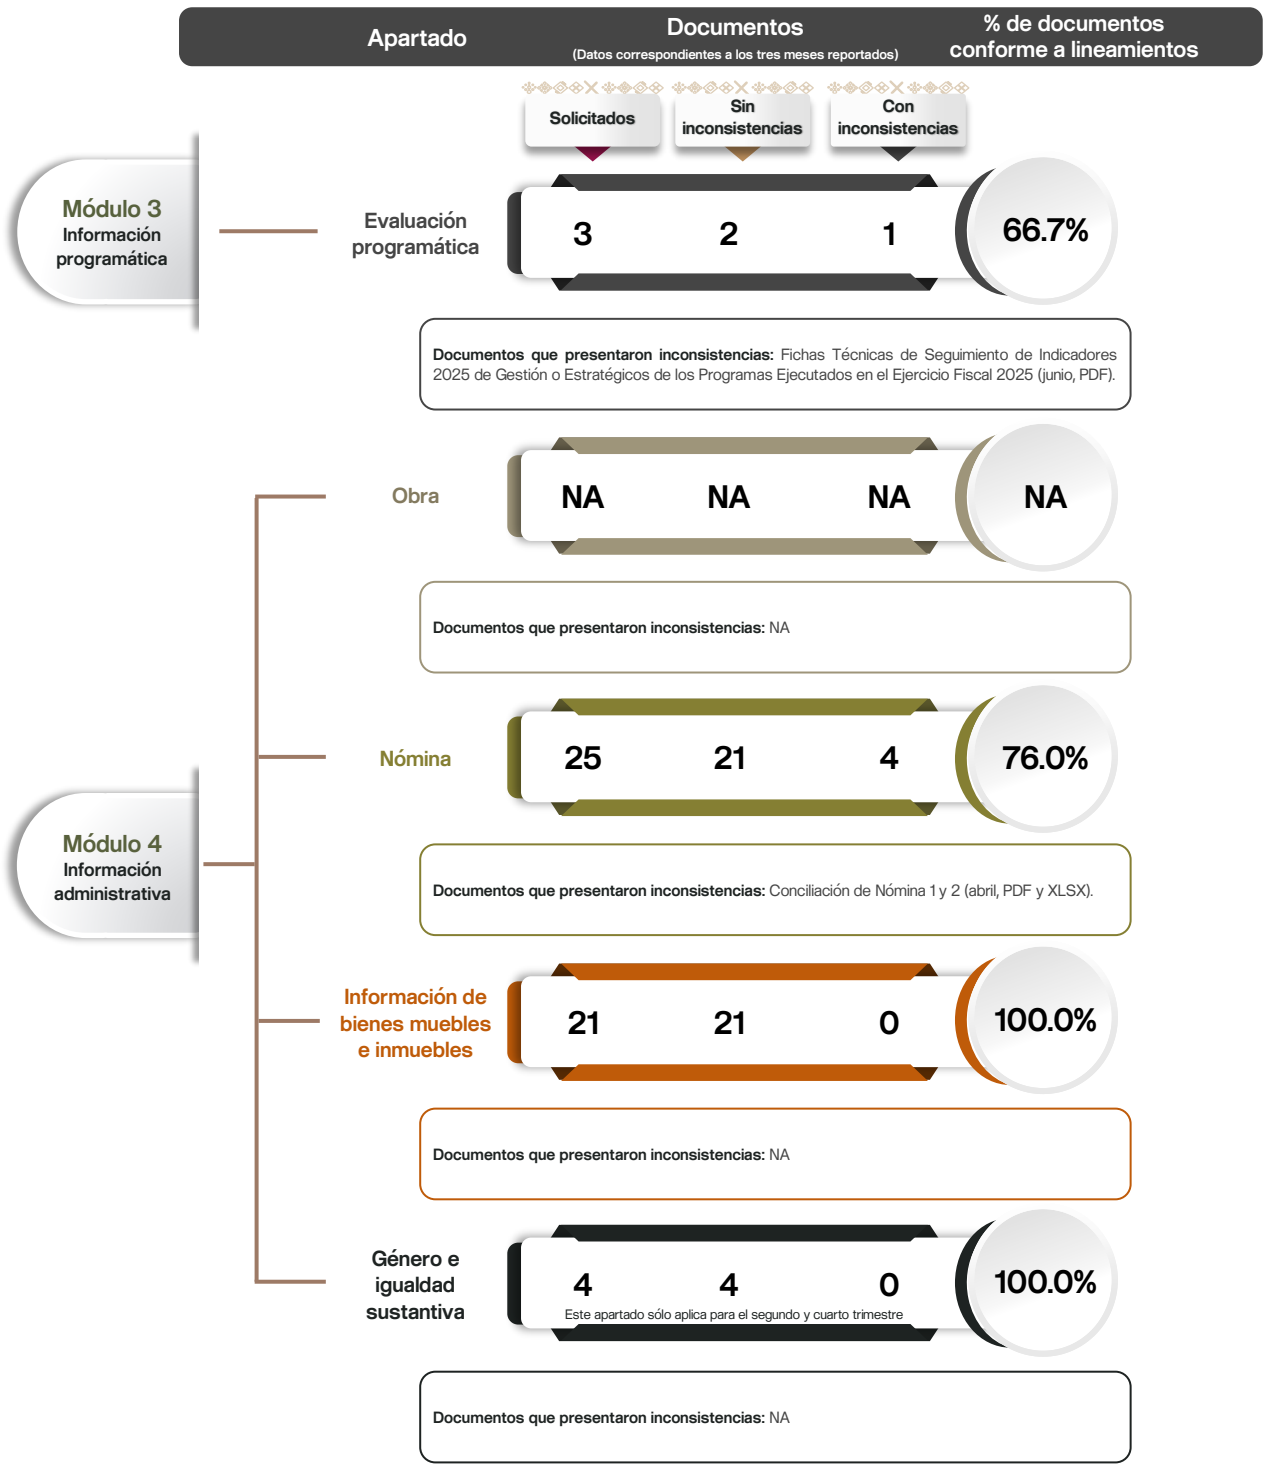 Apartado
Documentos
(Datos correspondientes a los tres meses reportados)
% de documentos
conforme a lineamientos
Solicitados
Sin
inconsistencias
Con
inconsistencias
Módulo 3
Información
programática
Evaluación
programática
3
2
1
66.7%
Documentos que presentaron inconsistencias: Fichas Técnicas de Seguimiento de Indicadores
2025 de Gestión o Estratégicos de los Programas Ejecutados en el Ejercicio Fiscal 2025 (junio, PDF).
Obra
NA
NA
NA
NA
Documentos que presentaron inconsistencias: NA
Nómina
25
21
4
76.0%
Módulo 4
Información
administrativa
Documentos que presentaron inconsistencias: Conciliación de Nómina 1 y 2 (abril, PDF y XLSX).
Información de
bienes muebles
e inmuebles
21
21
0
100.0%
Documentos que presentaron inconsistencias: NA
Género e
igualdad
sustantiva
4
4
0
100.0%
Este apartado sólo aplica para el segundo y cuarto trimestre
Documentos que presentaron inconsistencias: NA